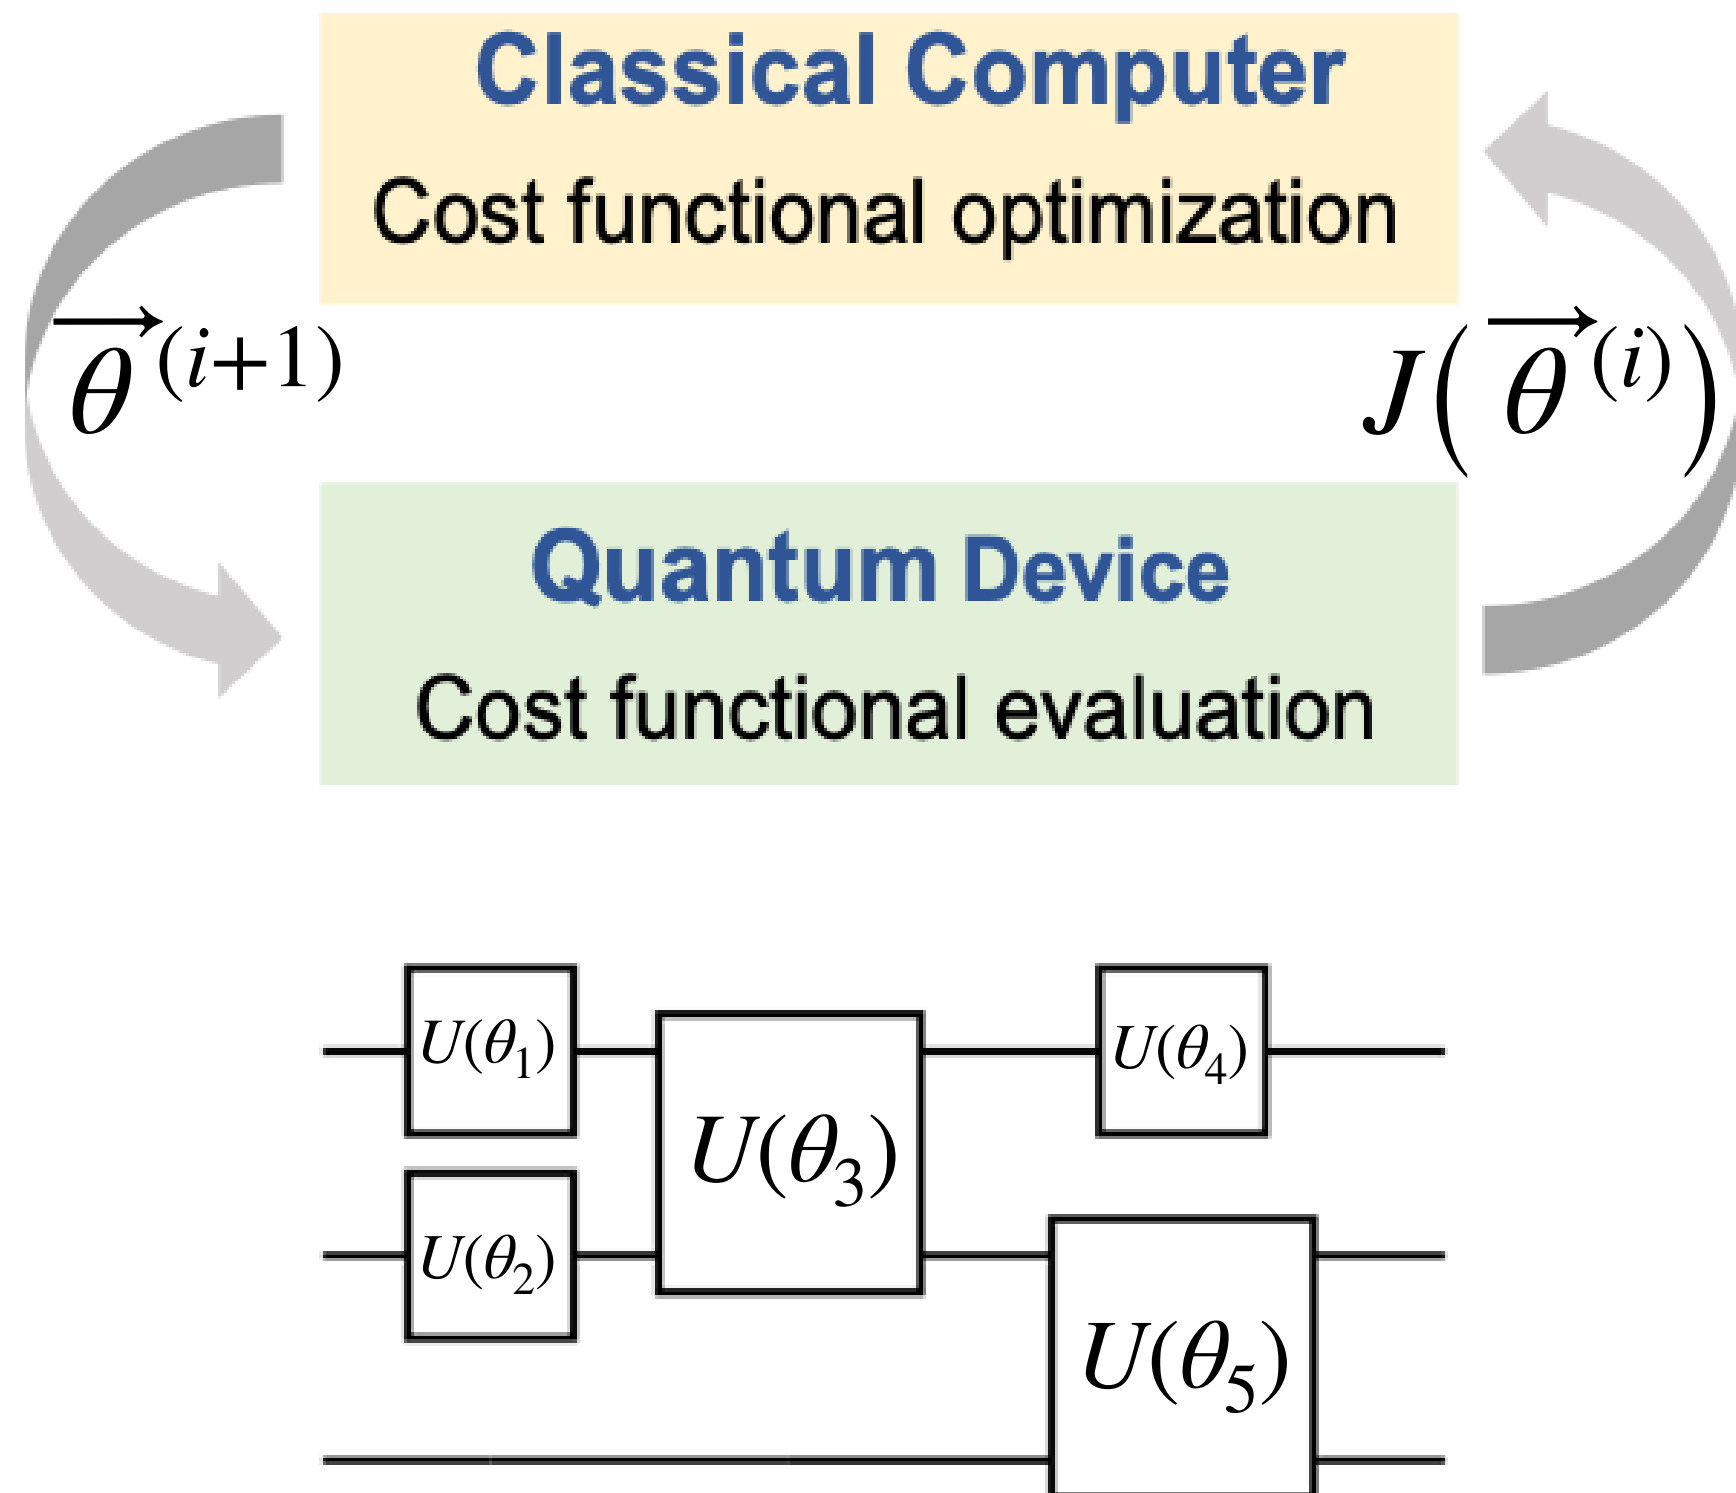 Classical Computer
Cost functional optimization
θ⃗^(i+1)
J(θ⃗^(i))
Quantum Device
Cost functional evaluation
U(θ₁)
U(θ₄)
U(θ₃)
U(θ₂)
U(θ₅)